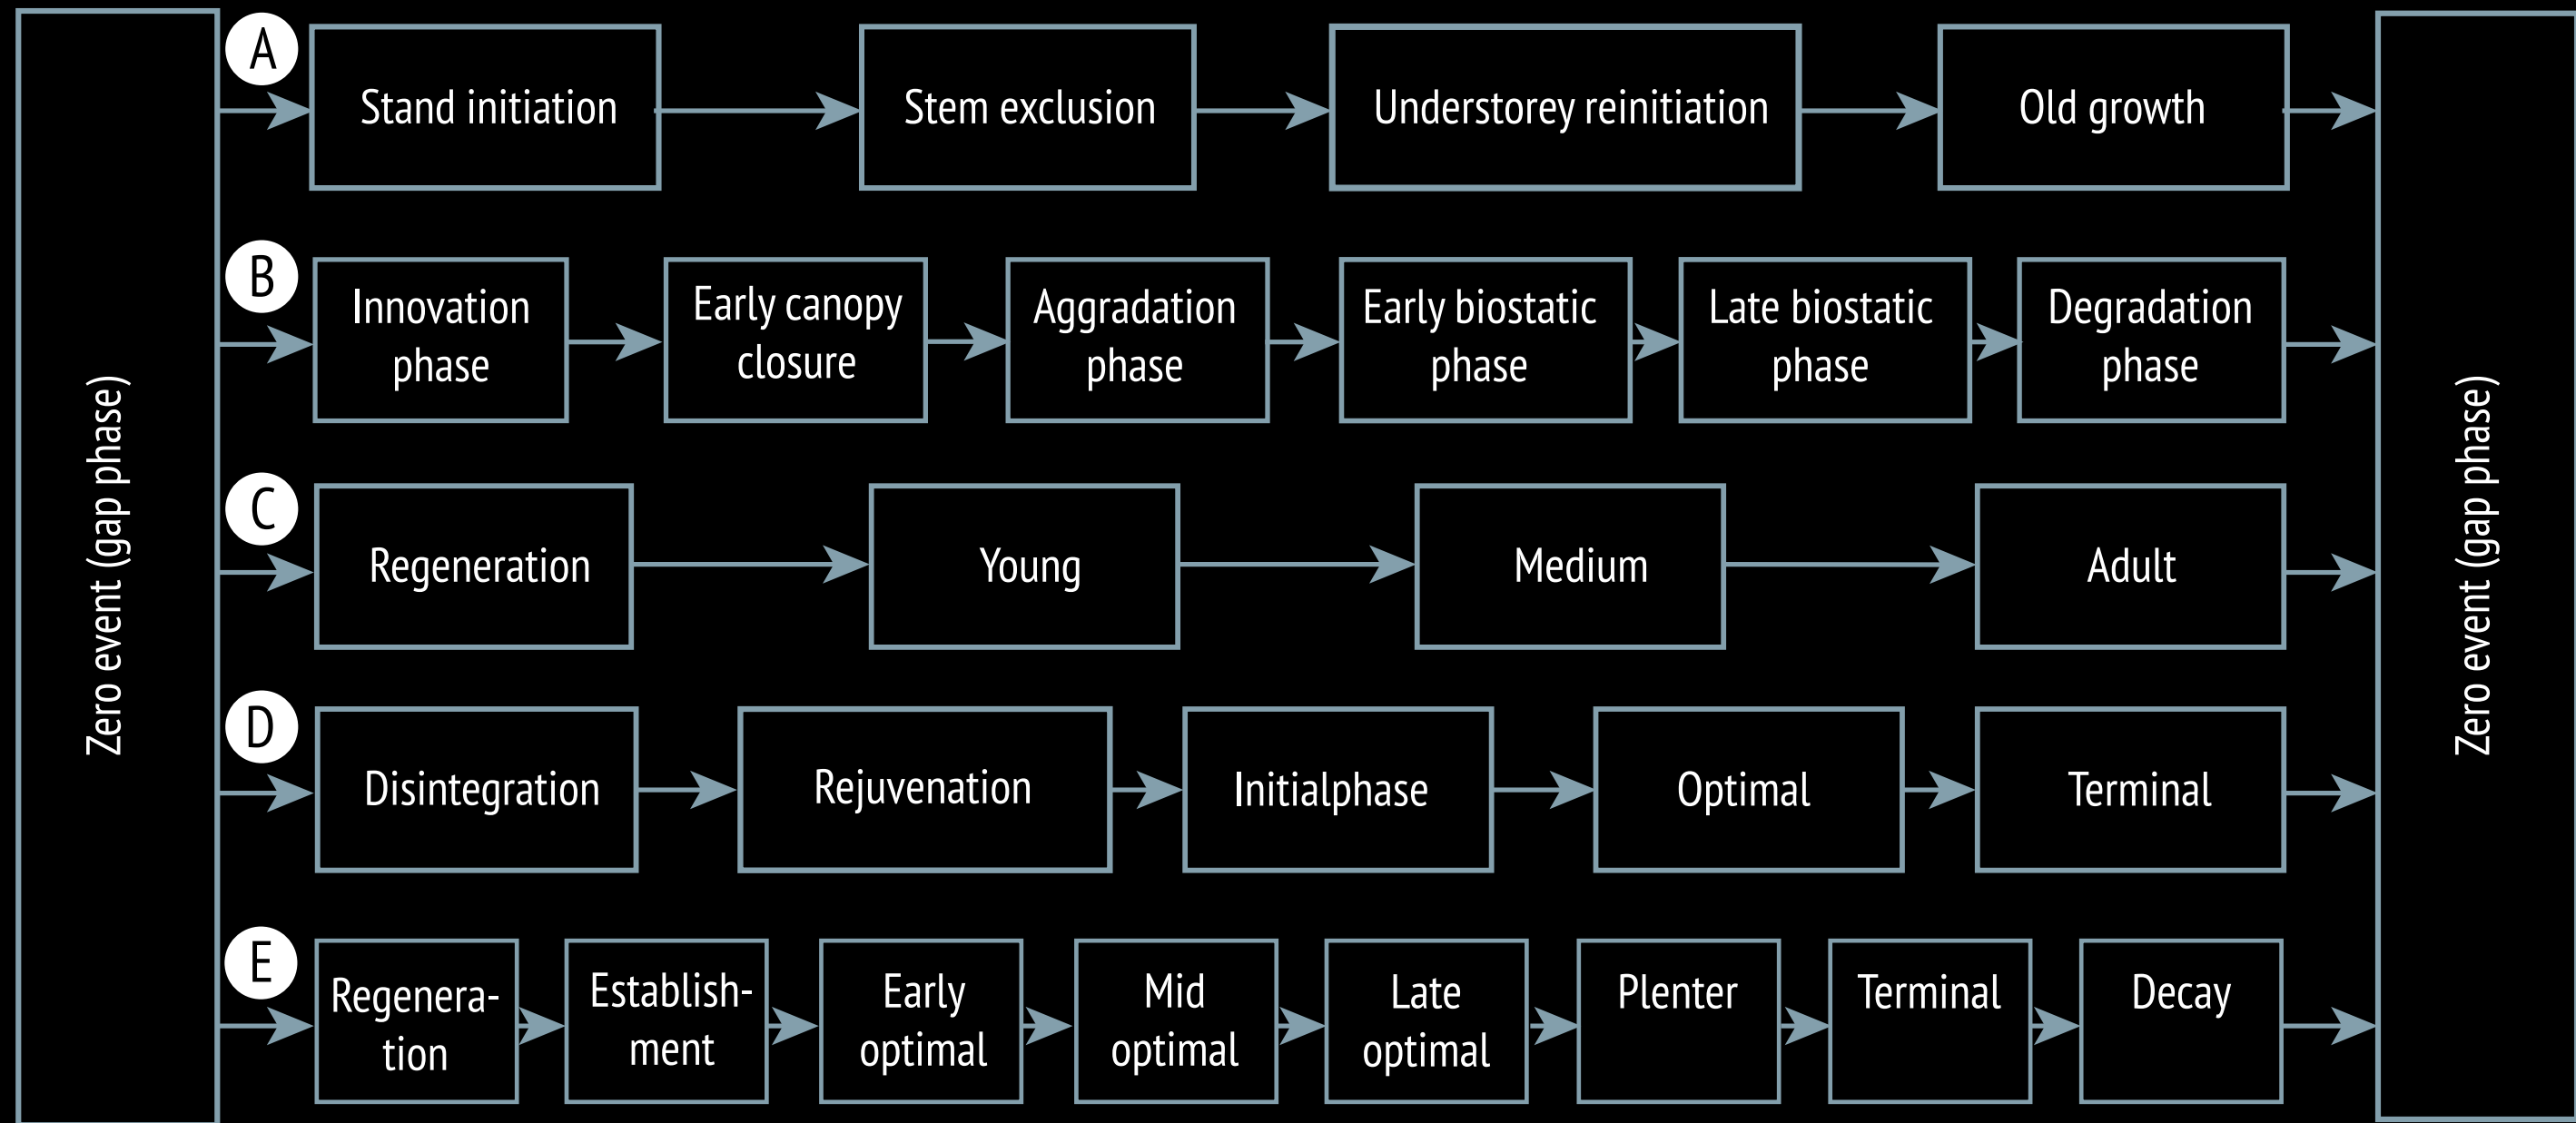 Zero event (gap phase)
A
Stand initiation
Stem exclusion
Understorey reinitiation
Old growth
B
Innovation
phase
Early canopy
closure
Aggradation
phase
Early biostatic
phase
Late biostatic
phase
Degradation
phase
C
Regeneration
Young
Medium
Adult
D
Disintegration
Rejuvenation
Initialphase
Optimal
Terminal
E
Regenera-
tion
Establish-
ment
Early
optimal
Mid
optimal
Late
optimal
Plenter
Terminal
Decay
Zero event (gap phase)